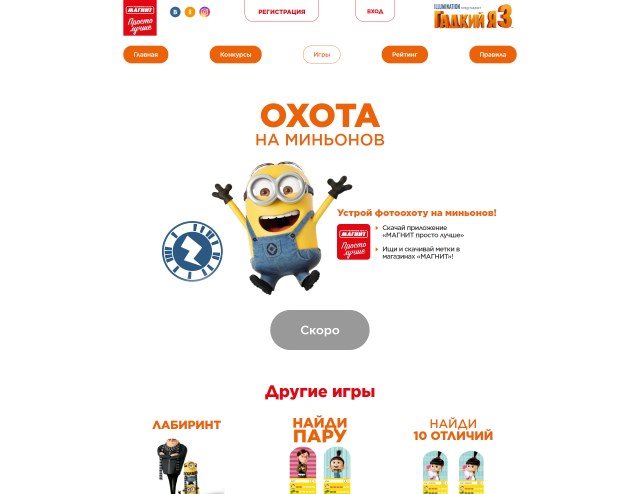 МАГНИТ
Просто
лучше
РЕГИСТРАЦИЯ
ВХОД
ILLUMINATION
ГАДКИЙ Я 3
Главная
Конкурсы
Игры
Рейтинг
Правила
ОХОТА
НА МИНЬОНОВ
Устрой фотоохоту на миньонов!
МАГНИТ
Просто
лучше
Скачай приложение
«МАГНИТ просто лучше»
Ищи и скачивай метки в
магазинах «МАГНИТ»!
Скоро
Другие игры
ЛАБИРИНТ
НАЙДИ
ПАРУ
НАЙДИ
10 ОТЛИЧИЙ